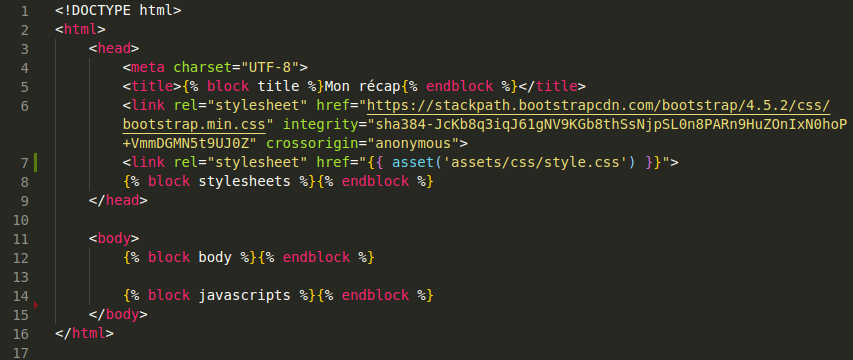 1 <!DOCTYPE html>
2 <html>
3     <head>
4         <meta charset="UTF-8">
5         <title>{% block title %}Mon récap{% endblock %}</title>
6         <link rel="stylesheet" href="https://stackpath.bootstrapcdn.com/bootstrap/4.5.2/css/
bootstrap.min.css" integrity="sha384-JcKb8q3iqJ61gNV9KGb8thSsNjpSL0n8PARn9HuZOnIxN0hoP
+VmmDGMN5t9UJ0Z" crossorigin="anonymous">
7         <link rel="stylesheet" href="{{ asset('assets/css/style.css') }}">
8         {% block stylesheets %}{% endblock %}
9     </head>
10
11     <body>
12         {% block body %}{% endblock %}
13
14         {% block javascripts %}{% endblock %}
15     </body>
16 </html>
17